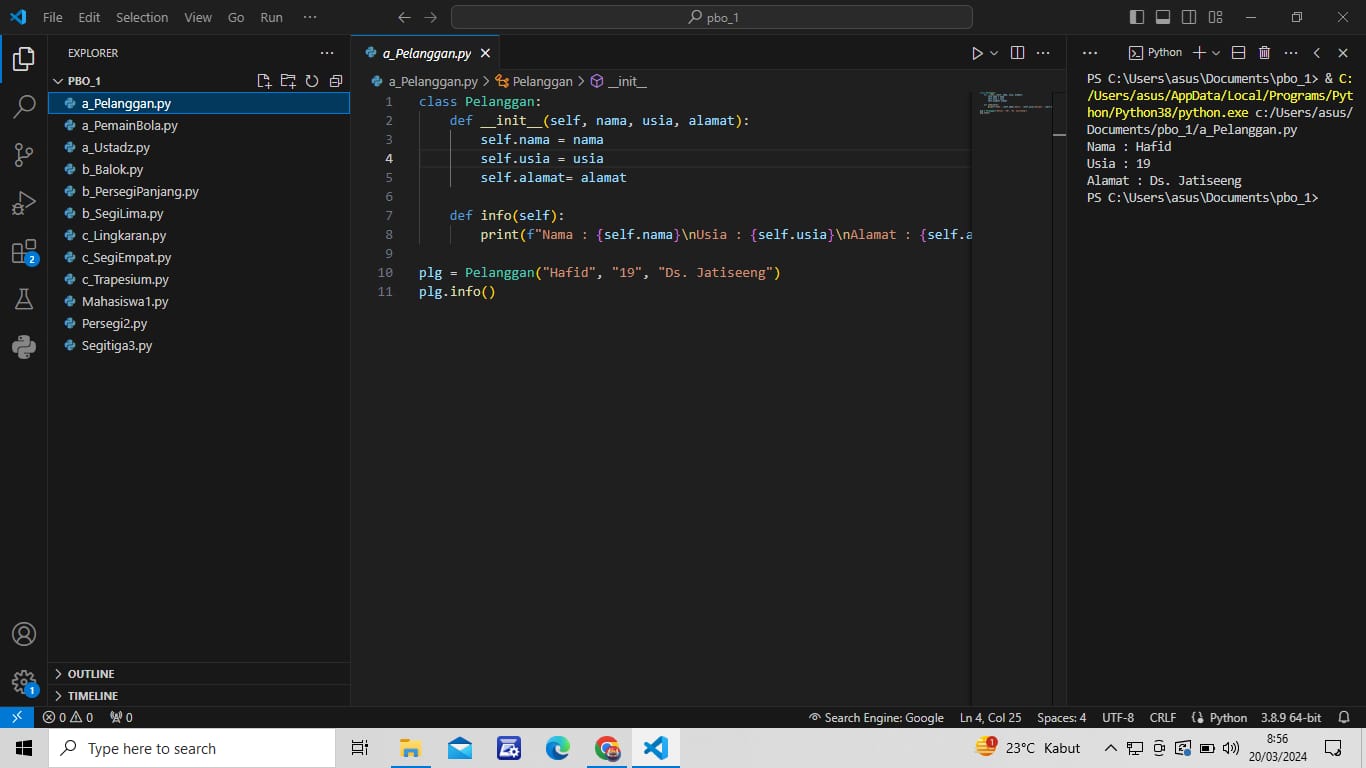 File Edit Selection View Go Run ··· pbo_1
EXPLORER ···
PBO_1
a_Pelanggan.py
a_PemainBola.py
a_Ustadz.py
b_Balok.py
b_PersegiPanjang.py
b_SegiLima.py
c_Lingkaran.py
c_SegiEmpat.py
c_Trapesium.py
Mahasiswa1.py
Persegi2.py
Segitiga3.py
OUTLINE
TIMELINE
2
1
a_Pelanggan.py
a_Pelanggan.py > Pelanggan > __init__
1 class Pelanggan:
2     def __init__(self, nama, usia, alamat):
3         self.nama = nama
4         self.usia = usia
5         self.alamat= alamat
6
7     def info(self):
8         print(f"Nama : {self.nama}\nUsia : {self.usia}\nAlamat : {self.a
9
10 plg = Pelanggan("Hafid", "19", "Ds. Jatiseeng")
11 plg.info()
··· Python ···
PS C:\Users\asus\Documents\pbo_1> & C:
/Users/asus/AppData/Local/Programs/Pyt
hon/Python38/python.exe c:/Users/asus/
Documents/pbo_1/a_Pelanggan.py
Nama : Hafid
Usia : 19
Alamat : Ds. Jatiseeng
PS C:\Users\asus\Documents\pbo_1>
0 0 0 Search Engine: Google Ln 4, Col 25 Spaces: 4 UTF-8 CRLF Python 3.8.9 64-bit
Type here to search 1 23°C Kabut 8:56
20/03/2024